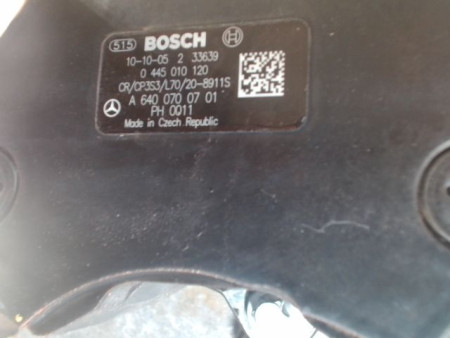 515 BOSCH
10-10-05 2 33639
0 445 010 120
CR/CP3S3/L70/20-8911S
A 640 070 07 01
PH 0011
Made in Czech Republic